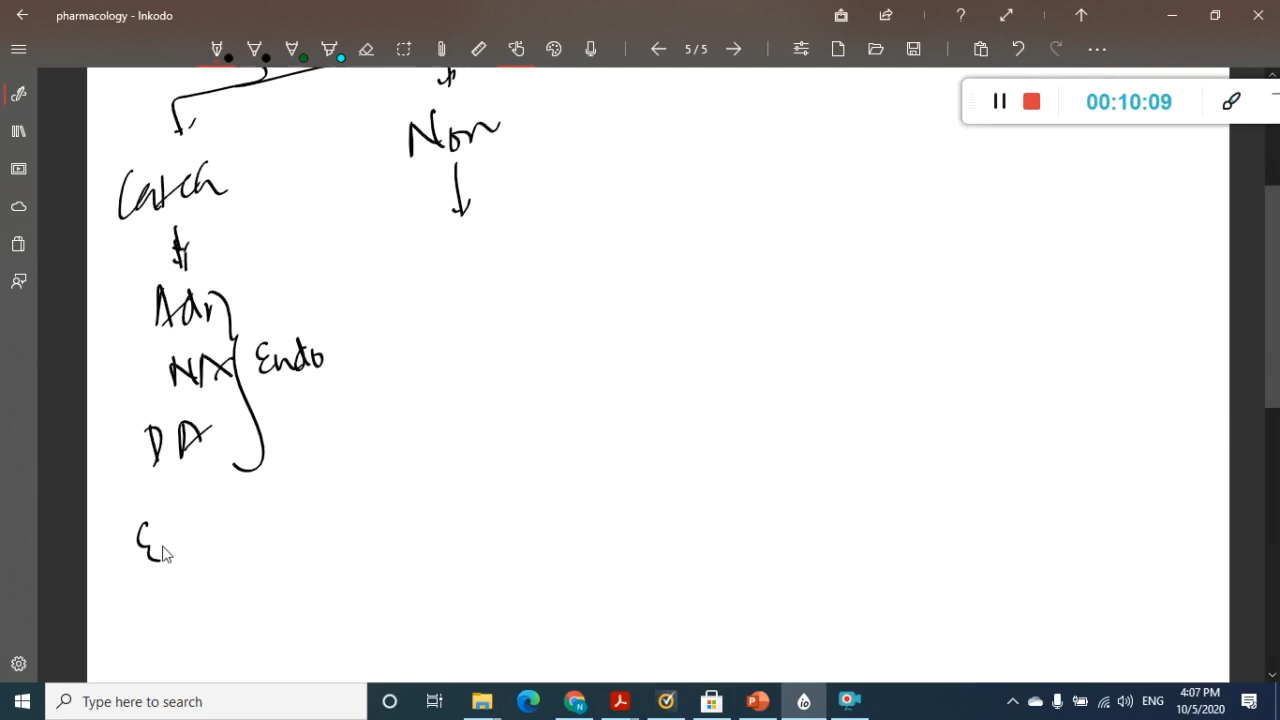 pharmacology - Inkodo
5/5
00:10:09
Non
Catch
Adr
NA
Endo
DA
E
Type here to search
ENG
4:07 PM
10/5/2020